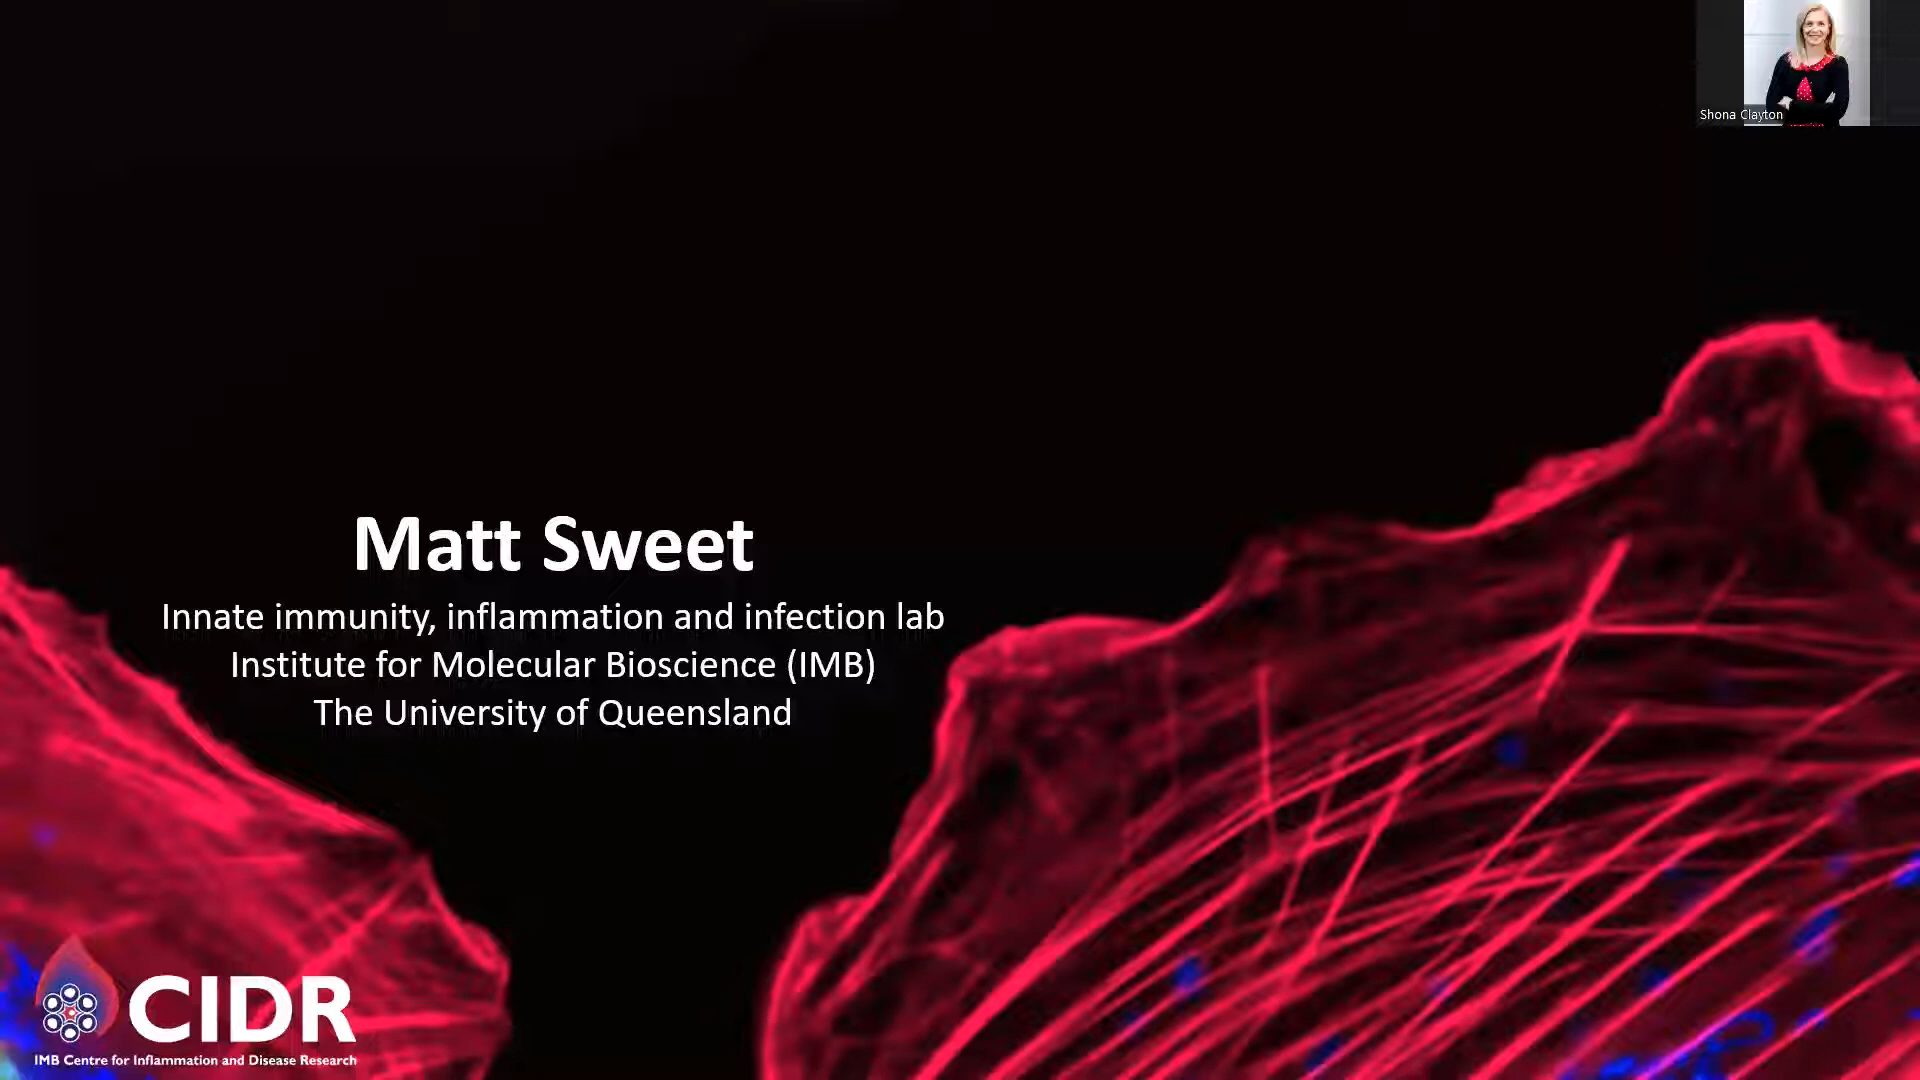 Shona Clayton
Matt Sweet
Innate immunity, inflammation and infection lab
Institute for Molecular Bioscience (IMB)
The University of Queensland
CIDR
IMB Centre for Inflammation and Disease Research